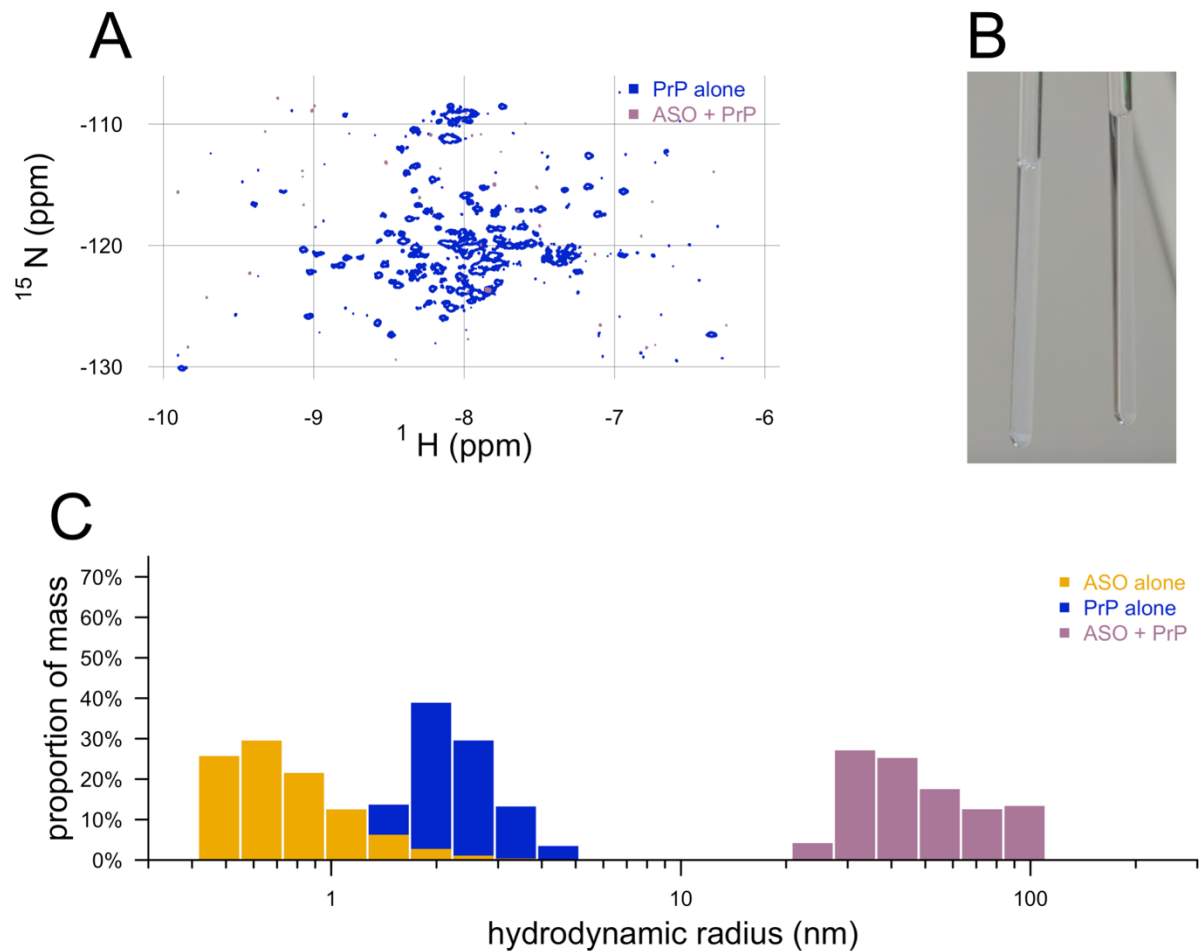 A
B
PrP alone
ASO + PrP
-110
-120
-130
15 N (ppm)
-10
-9
-8
-7
-6
1 H (ppm)
C
70%
60%
50%
40%
30%
20%
10%
0%
proportion of mass
ASO alone
PrP alone
ASO + PrP
1
10
100
hydrodynamic radius (nm)